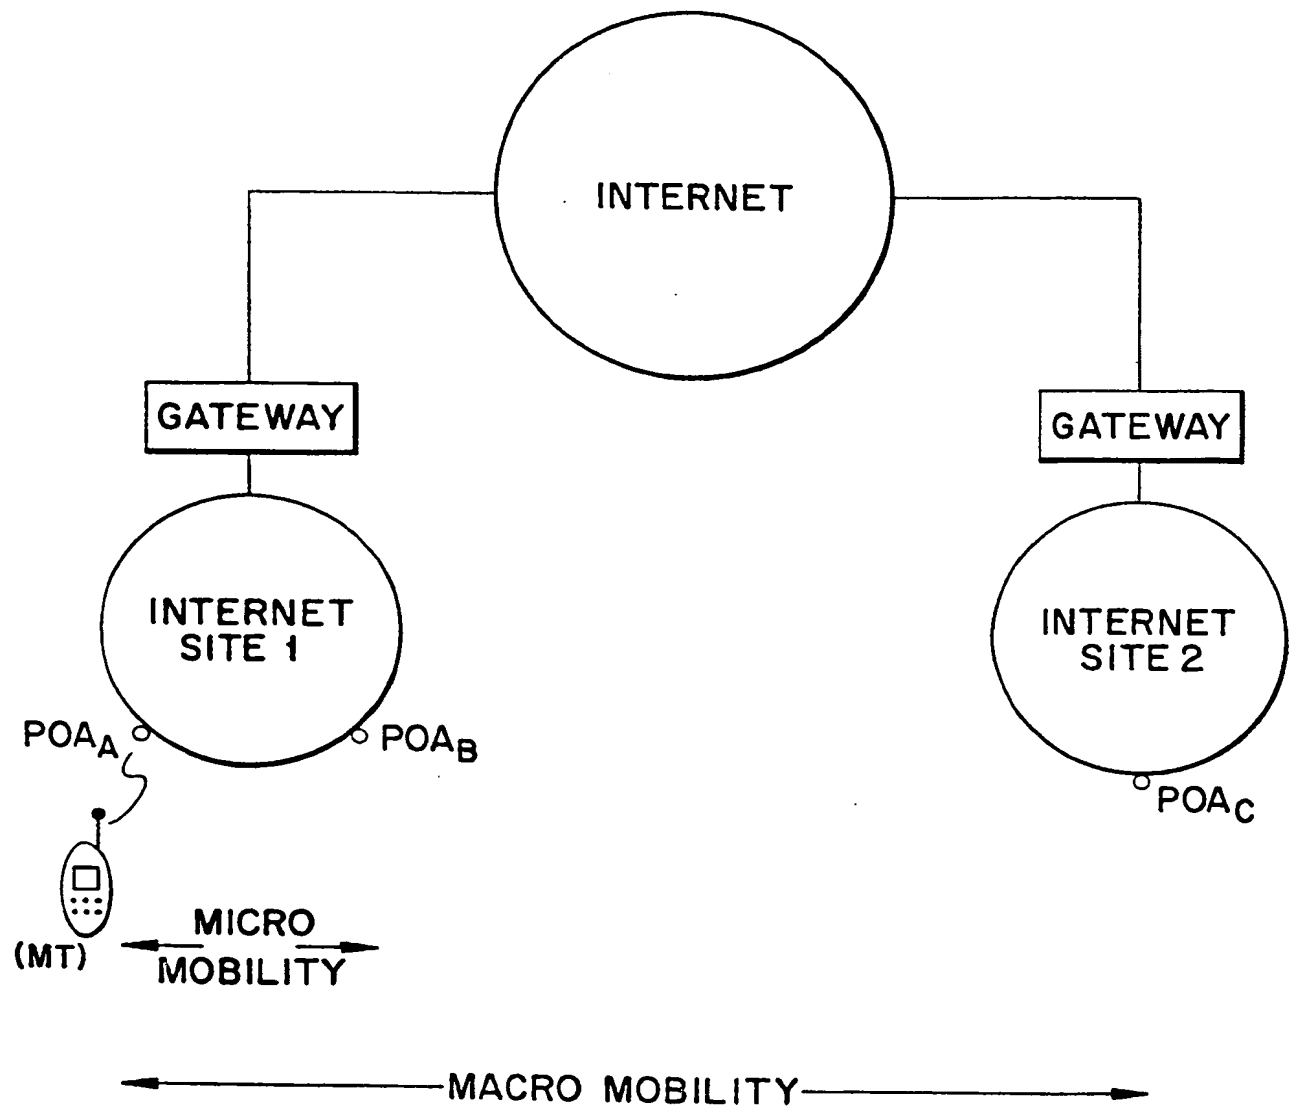 INTERNET
GATEWAY
GATEWAY
INTERNET
SITE 1
INTERNET
SITE 2
POAA
POAB
POAC
(MT)
MICRO
MOBILITY
MACRO MOBILITY